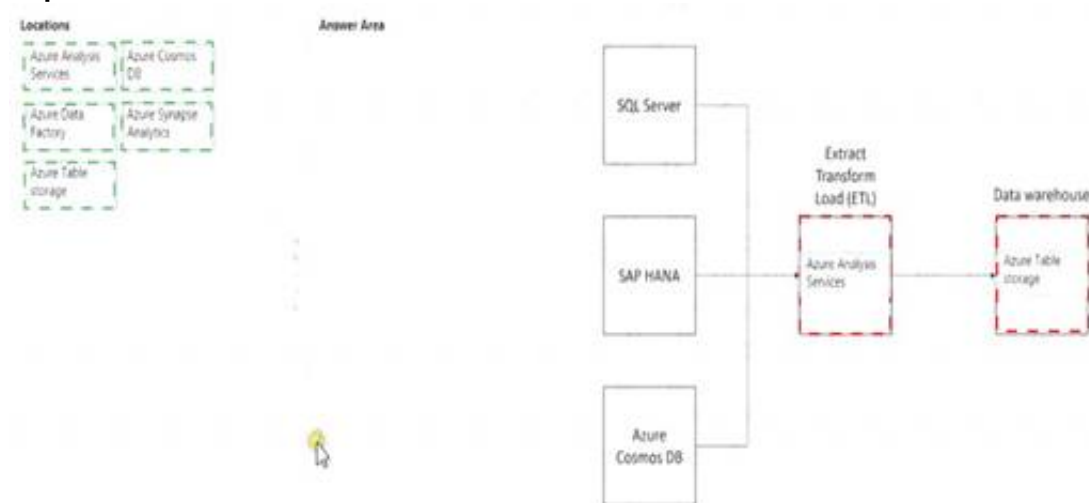 Locations
Answer Area
Azure Analysis
Services
Azure Cosmos
DB
Azure Data
Factory
Azure Synapse
Analytics
Azure Table
storage
SQL Server
SAP HANA
Azure
Cosmos DB
Extract
Transform
Load (ETL)
Azure Analysis
Services
Data warehouse
Azure Table
storage